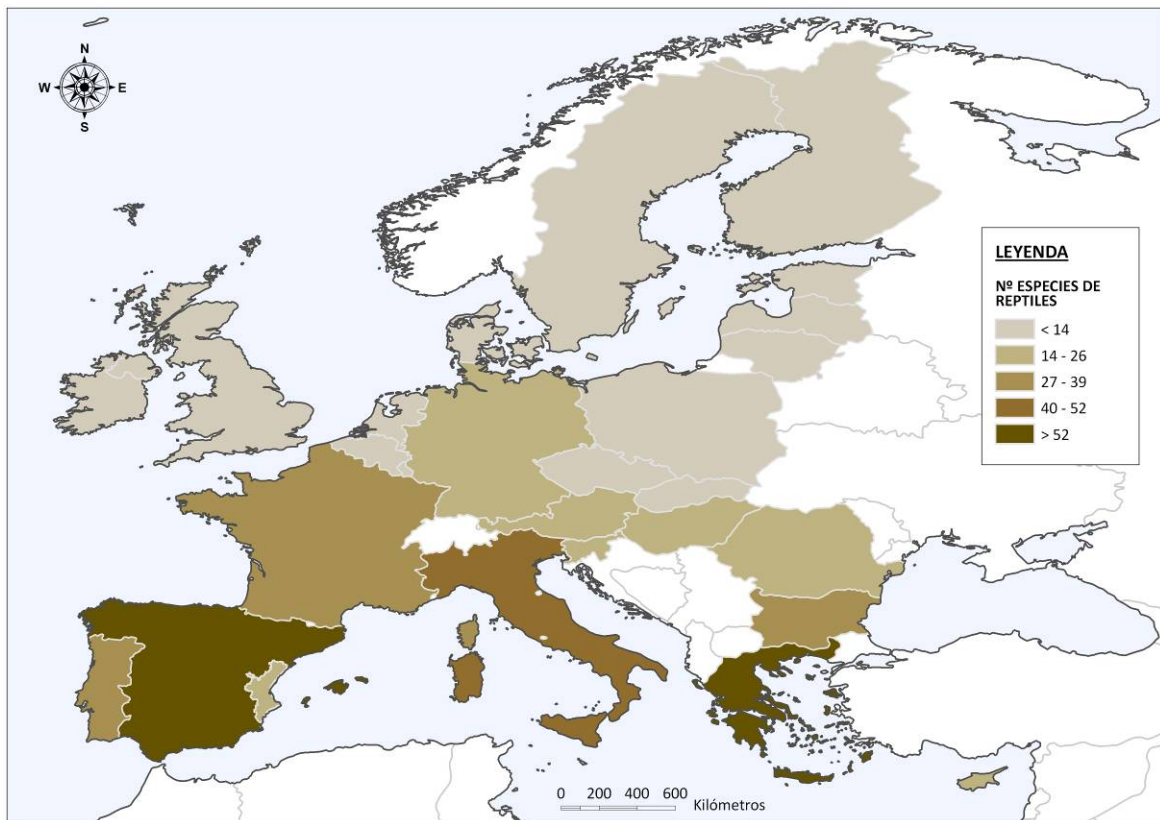 N
W E
S
LEYENDA
Nº ESPECIES DE
REPTILES
< 14
14 - 26
27 - 39
40 - 52
> 52
0 200 400 600
Kilómetros